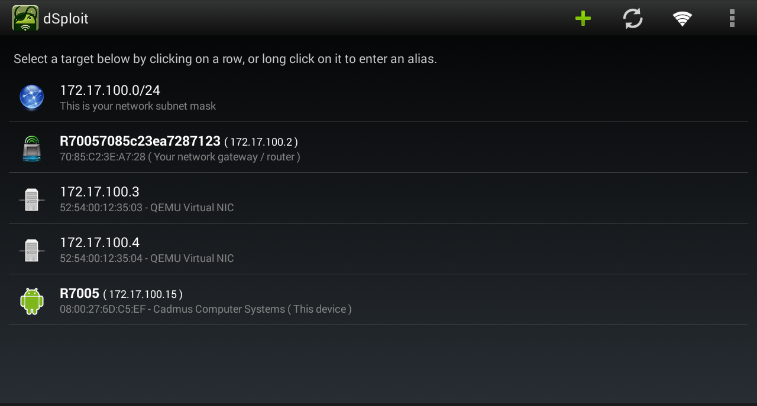 dSploit
Select a target below by clicking on a row, or long click on it to enter an alias.
172.17.100.0/24
This is your network subnet mask
R70057085c23ea7287123 ( 172.17.100.2 )
70:85:C2:3E:A7:28 ( Your network gateway / router )
172.17.100.3
52:54:00:12:35:03 - QEMU Virtual NIC
172.17.100.4
52:54:00:12:35:04 - QEMU Virtual NIC
R7005 ( 172.17.100.15 )
08:00:27:6D:C5:EF - Cadmus Computer Systems ( This device )